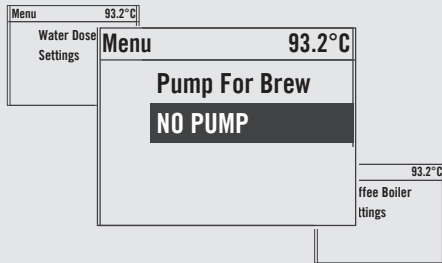 Menu 93.2°C
Water Dose
Settings
Menu 93.2°C
Pump For Brew
NO PUMP
93.2°C
ffee Boiler
ttings